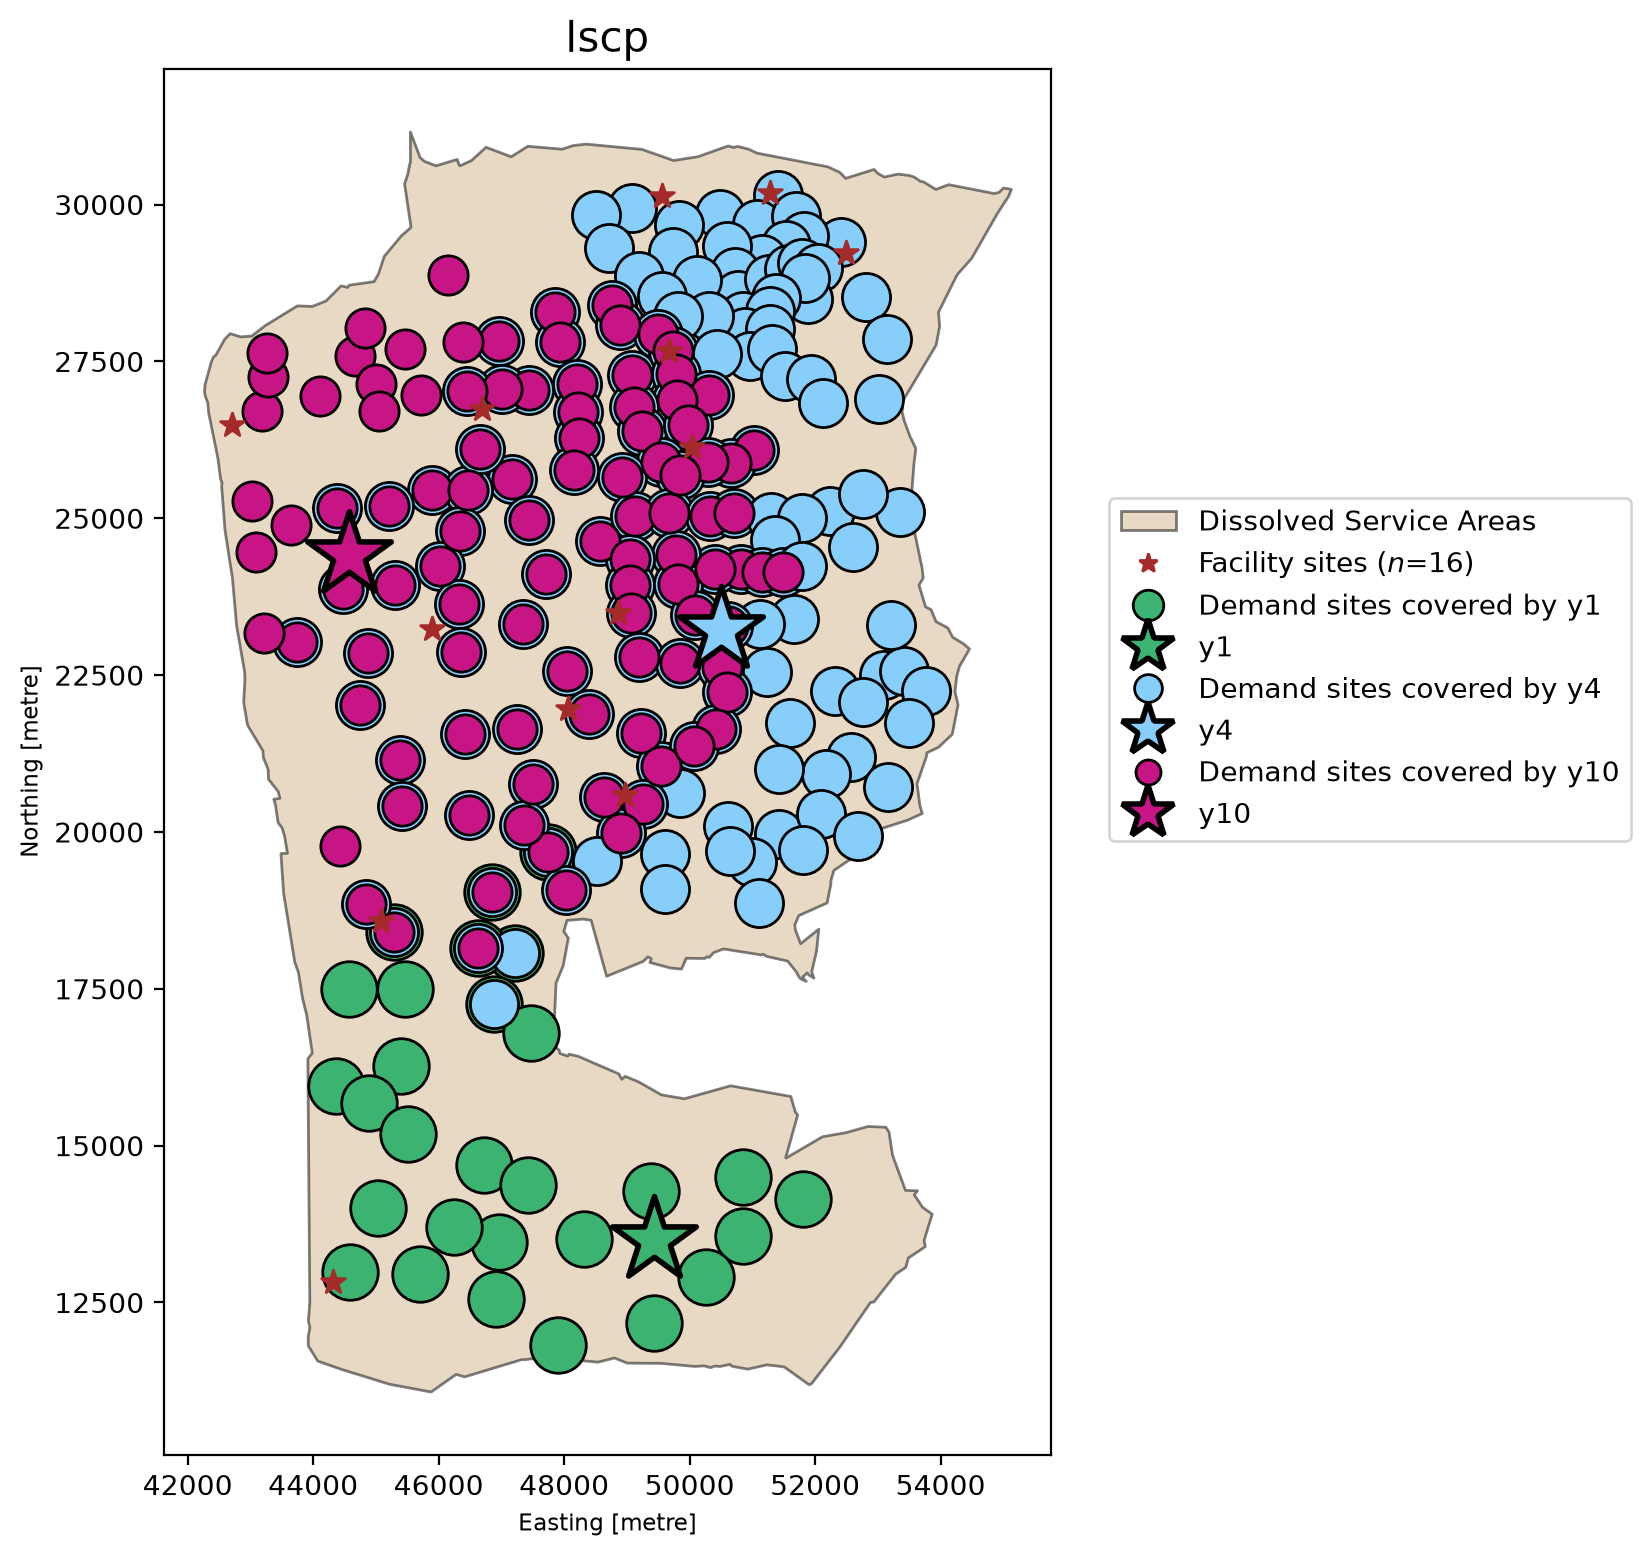 lscp
30000
27500
25000
22500
20000
17500
15000
12500
Northing [metre]
42000 44000 46000 48000 50000 52000 54000
Easting [metre]
Dissolved Service Areas
Facility sites (n=16)
Demand sites covered by y1
y1
Demand sites covered by y4
y4
Demand sites covered by y10
y10